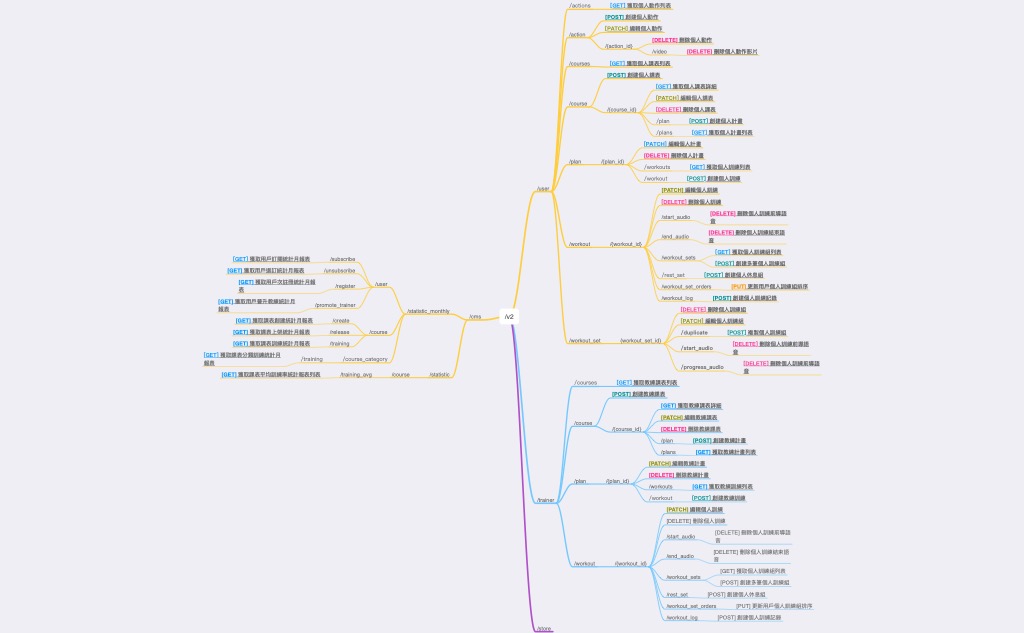 /v2
/user
/actions
[GET] 獲取個人動作列表
/action
[POST] 創建個人動作
[PATCH] 編輯個人動作
/{action_id}
[DELETE] 刪除個人動作
/video
[DELETE] 刪除個人動作影片
/courses
[GET] 獲取個人課表列表
/course
[POST] 創建個人課表
/{course_id}
[GET] 獲取個人課表詳細
[PATCH] 編輯個人課表
[DELETE] 刪除個人課表
/plan
[POST] 創建個人計畫
/plans
[GET] 獲取個人計畫列表
/plan
/{plan_id}
[PATCH] 編輯個人計畫
[DELETE] 刪除個人計畫
/workouts
[GET] 獲取個人訓練列表
/workout
[POST] 創建個人訓練
/workout
/{workout_id}
[PATCH] 編輯個人訓練
[DELETE] 刪除個人訓練
/start_audio
[DELETE] 刪除個人訓練前導語
音
/end_audio
[DELETE] 刪除個人訓練結束語
音
/workout_sets
[GET] 獲取個人訓練組列表
[POST] 創建多筆個人訓練組
/rest_set
[POST] 創建個人休息組
/workout_set_orders
[PUT] 更新用戶個人訓練組排序
/workout_log
[POST] 創建個人訓練記錄
/workout_set
/{workout_set_id}
[DELETE] 刪除個人訓練組
[PATCH] 編輯個人訓練組
/duplicate
[POST] 複製個人訓練組
/start_audio
[DELETE] 刪除個人訓練前導語
音
/progress_audio
[DELETE] 刪除個人訓練前導語
音
/trainer
/courses
[GET] 獲取教練課表列表
/course
[POST] 創建教練課表
/{course_id}
[GET] 獲取教練課表詳細
[PATCH] 編輯教練課表
[DELETE] 刪除教練課表
/plan
[POST] 創建教練計畫
/plans
[GET] 獲取教練計畫列表
/plan
/{plan_id}
[PATCH] 編輯教練計畫
[DELETE] 刪除教練計畫
/workouts
[GET] 獲取教練訓練列表
/workout
[POST] 創建教練訓練
/workout
/{workout_id}
[PATCH] 編輯個人訓練
[DELETE] 刪除個人訓練
/start_audio
[DELETE] 刪除個人訓練前導語
音
/end_audio
[DELETE] 刪除個人訓練結束語
音
/workout_sets
[GET] 獲取個人訓練組列表
[POST] 創建多筆個人訓練組
/rest_set
[POST] 創建個人休息組
/workout_set_orders
[PUT] 更新用戶個人訓練組排序
/workout_log
[POST] 創建個人訓練記錄
/store
/cms
/statistic_monthly
/user
/subscribe
[GET] 獲取用戶訂閱統計月報表
/unsubscribe
[GET] 獲取用戶退訂統計月報表
/register
[GET] 獲取用戶次註冊統計月報
表
/promote_trainer
[GET] 獲取用戶晉升教練統計月
報表
/course
/create
[GET] 獲取課表創建統計月報表
/release
[GET] 獲取課表上架統計月報表
/training
[GET] 獲取課表訓練統計月報表
/course_category
/training
[GET] 獲取課表分類訓練統計月
報表
/statistic
/course
/training_avg
[GET] 獲取課表平均訓練率統計報表列表